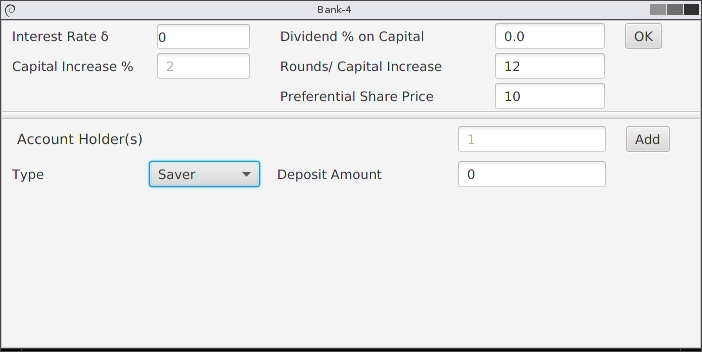 Bank-4
Interest Rate δ 0 Dividend % on Capital 0.0 OK
Capital Increase % 2 Rounds/ Capital Increase 12
Preferential Share Price 10
Account Holder(s) 1 Add
Type Saver Deposit Amount 0